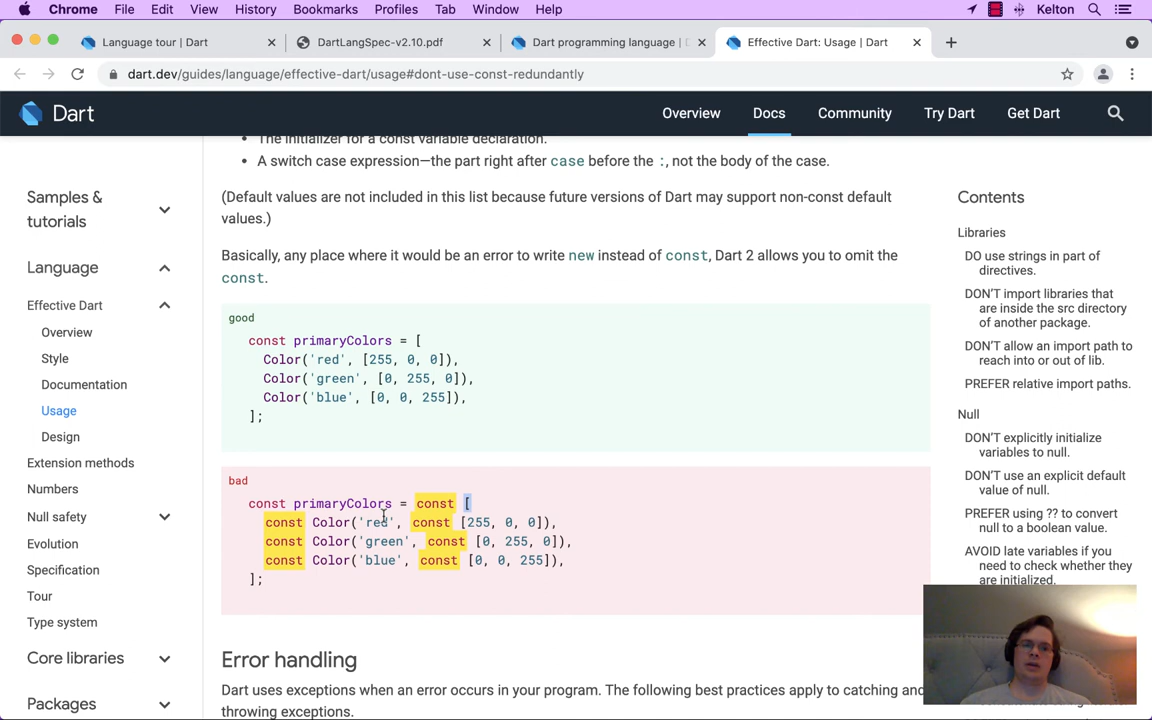 Chrome File Edit View History Bookmarks Profiles Tab Window Help Kelton
Language tour | Dart
DartLangSpec-v2.10.pdf
Dart programming language |
Effective Dart: Usage | Dart
dart.dev/guides/language/effective-dart/usage#dont-use-const-redundantly
Dart
Overview Docs Community Try Dart Get Dart
Samples &
tutorials
Language
Effective Dart
Overview
Style
Documentation
Usage
Design
Extension methods
Numbers
Null safety
Evolution
Specification
Tour
Type system
Core libraries
Packages
• The initializer for a const variable declaration.
• A switch case expression—the part right after case before the :, not the body of the case.
(Default values are not included in this list because future versions of Dart may support non-const default
values.)
Basically, any place where it would be an error to write new instead of const, Dart 2 allows you to omit the
const.
good
const primaryColors = [
Color('red', [255, 0, 0]),
Color('green', [0, 255, 0]),
Color('blue', [0, 0, 255]),
];
bad
const primaryColors = const [
const Color('red', const [255, 0, 0]),
const Color('green', const [0, 255, 0]),
const Color('blue', const [0, 0, 255]),
];
Error handling
Dart uses exceptions when an error occurs in your program. The following best practices apply to catching and
throwing exceptions.
Contents
Libraries
DO use strings in part of
directives.
DON'T import libraries that
are inside the src directory
of another package.
DON'T allow an import path to
reach into or out of lib.
PREFER relative import paths.
Null
DON'T explicitly initialize
variables to null.
DON'T use an explicit default
value of null.
PREFER using ?? to convert
null to a boolean value.
AVOID late variables if you
need to check whether they
are initialized.